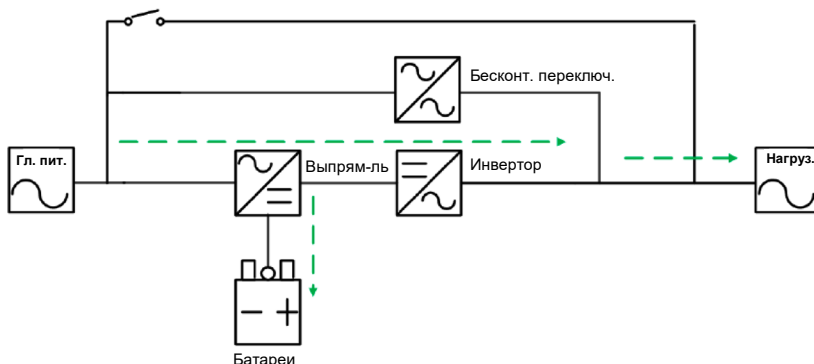 Бесконт. переключ.
Гл. пит.
Выпрям-ль
Инвертор
Нагруз.
Батареи